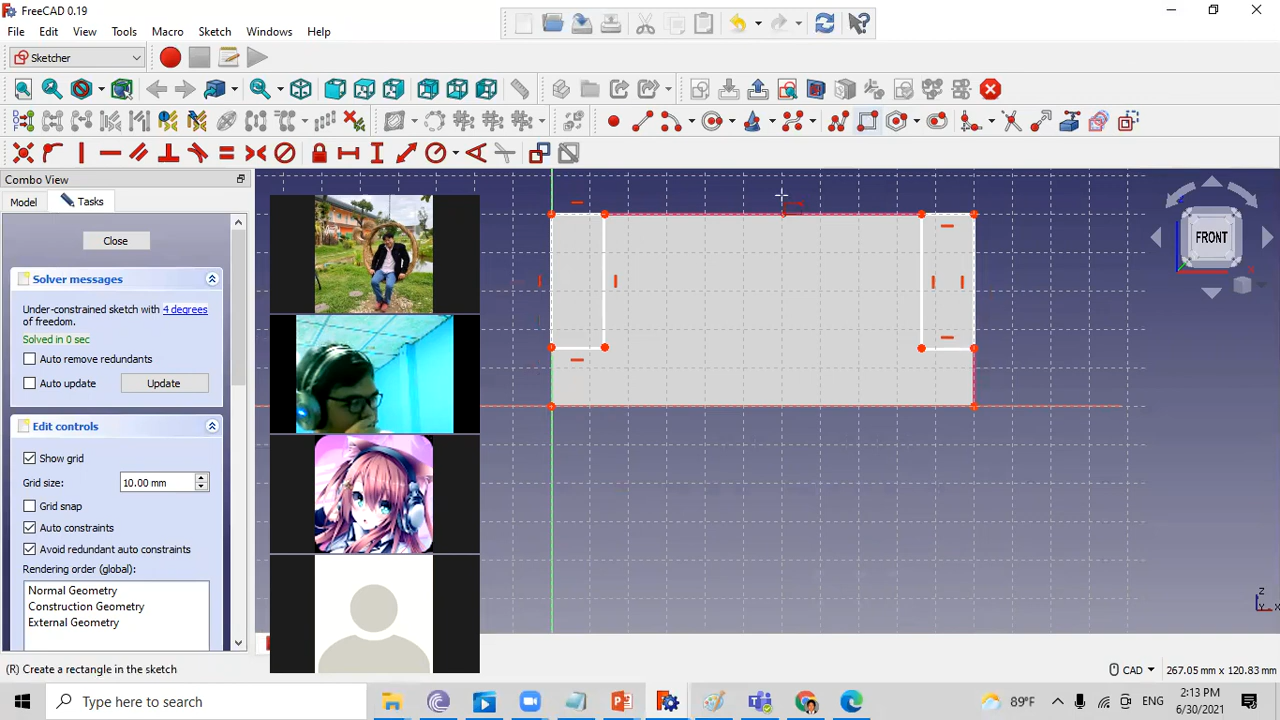 FreeCAD 0.19
File Edit View Tools Macro Sketch Windows Help
Sketcher
Combo View
Model Tasks
Close
Solver messages
Under-constrained sketch with 4 degrees
of freedom.
Solved in 0 sec
Auto remove redundants
Auto update Update
Edit controls
Show grid
Grid size: 10.00 mm
Grid snap
Auto constraints
Avoid redundant auto constraints
Rendering order (global):
Normal Geometry
Construction Geometry
External Geometry
FRONT
Z
(R) Create a rectangle in the sketch
CAD
267.05 mm x 120.83 mm
Type here to search
89°F
ENG
2:13 PM
6/30/2021